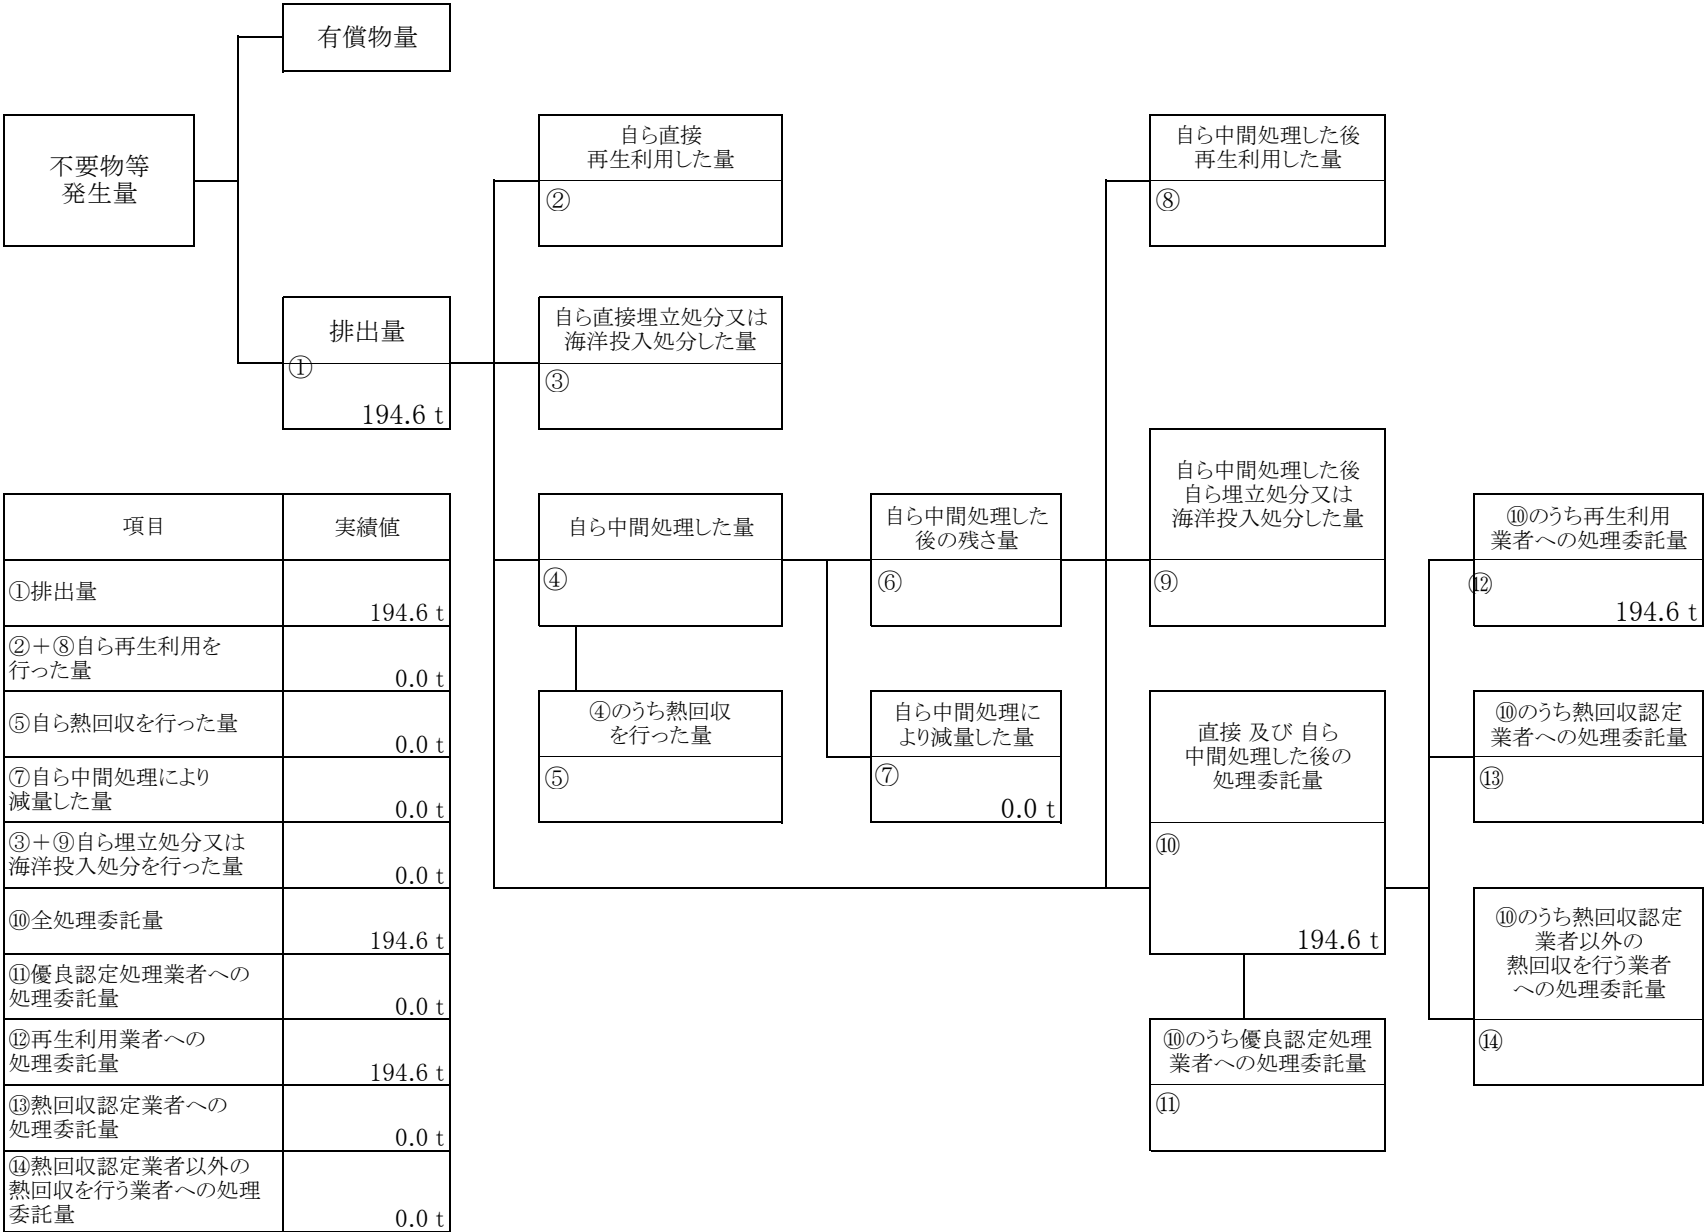 有償物量
不要物等
発生量
自ら直接
再生利用した量
②
自ら中間処理した後
再生利用した量
⑧
排出量
①
194.6 t
自ら直接埋立処分又は
海洋投入処分した量
③
自ら中間処理した量
④
自ら中間処理した
後の残さ量
⑥
自ら中間処理した後
自ら埋立処分又は
海洋投入処分した量
⑨
⑩のうち再生利用
業者への処理委託量
⑫
194.6 t
④のうち熱回収
を行った量
⑤
自ら中間処理に
より減量した量
⑦
0.0 t
直接 及び 自ら
中間処理した後の
処理委託量
⑩
194.6 t
⑩のうち熱回収認定
業者への処理委託量
⑬
⑩のうち熱回収認定
業者以外の
熱回収を行う業者
への処理委託量
⑭
⑩のうち優良認定処理
業者への処理委託量
⑪
項目 実績値
①排出量
194.6 t
②+⑧自ら再生利用を
行った量
0.0 t
⑤自ら熱回収を行った量
0.0 t
⑦自ら中間処理により
減量した量
0.0 t
③+⑨自ら埋立処分又は
海洋投入処分を行った量
0.0 t
⑩全処理委託量
194.6 t
⑪優良認定処理業者への
処理委託量
0.0 t
⑫再生利用業者への
処理委託量
194.6 t
⑬熱回収認定業者への
処理委託量
0.0 t
⑭熱回収認定業者以外の
熱回収を行う業者への処理
委託量
0.0 t